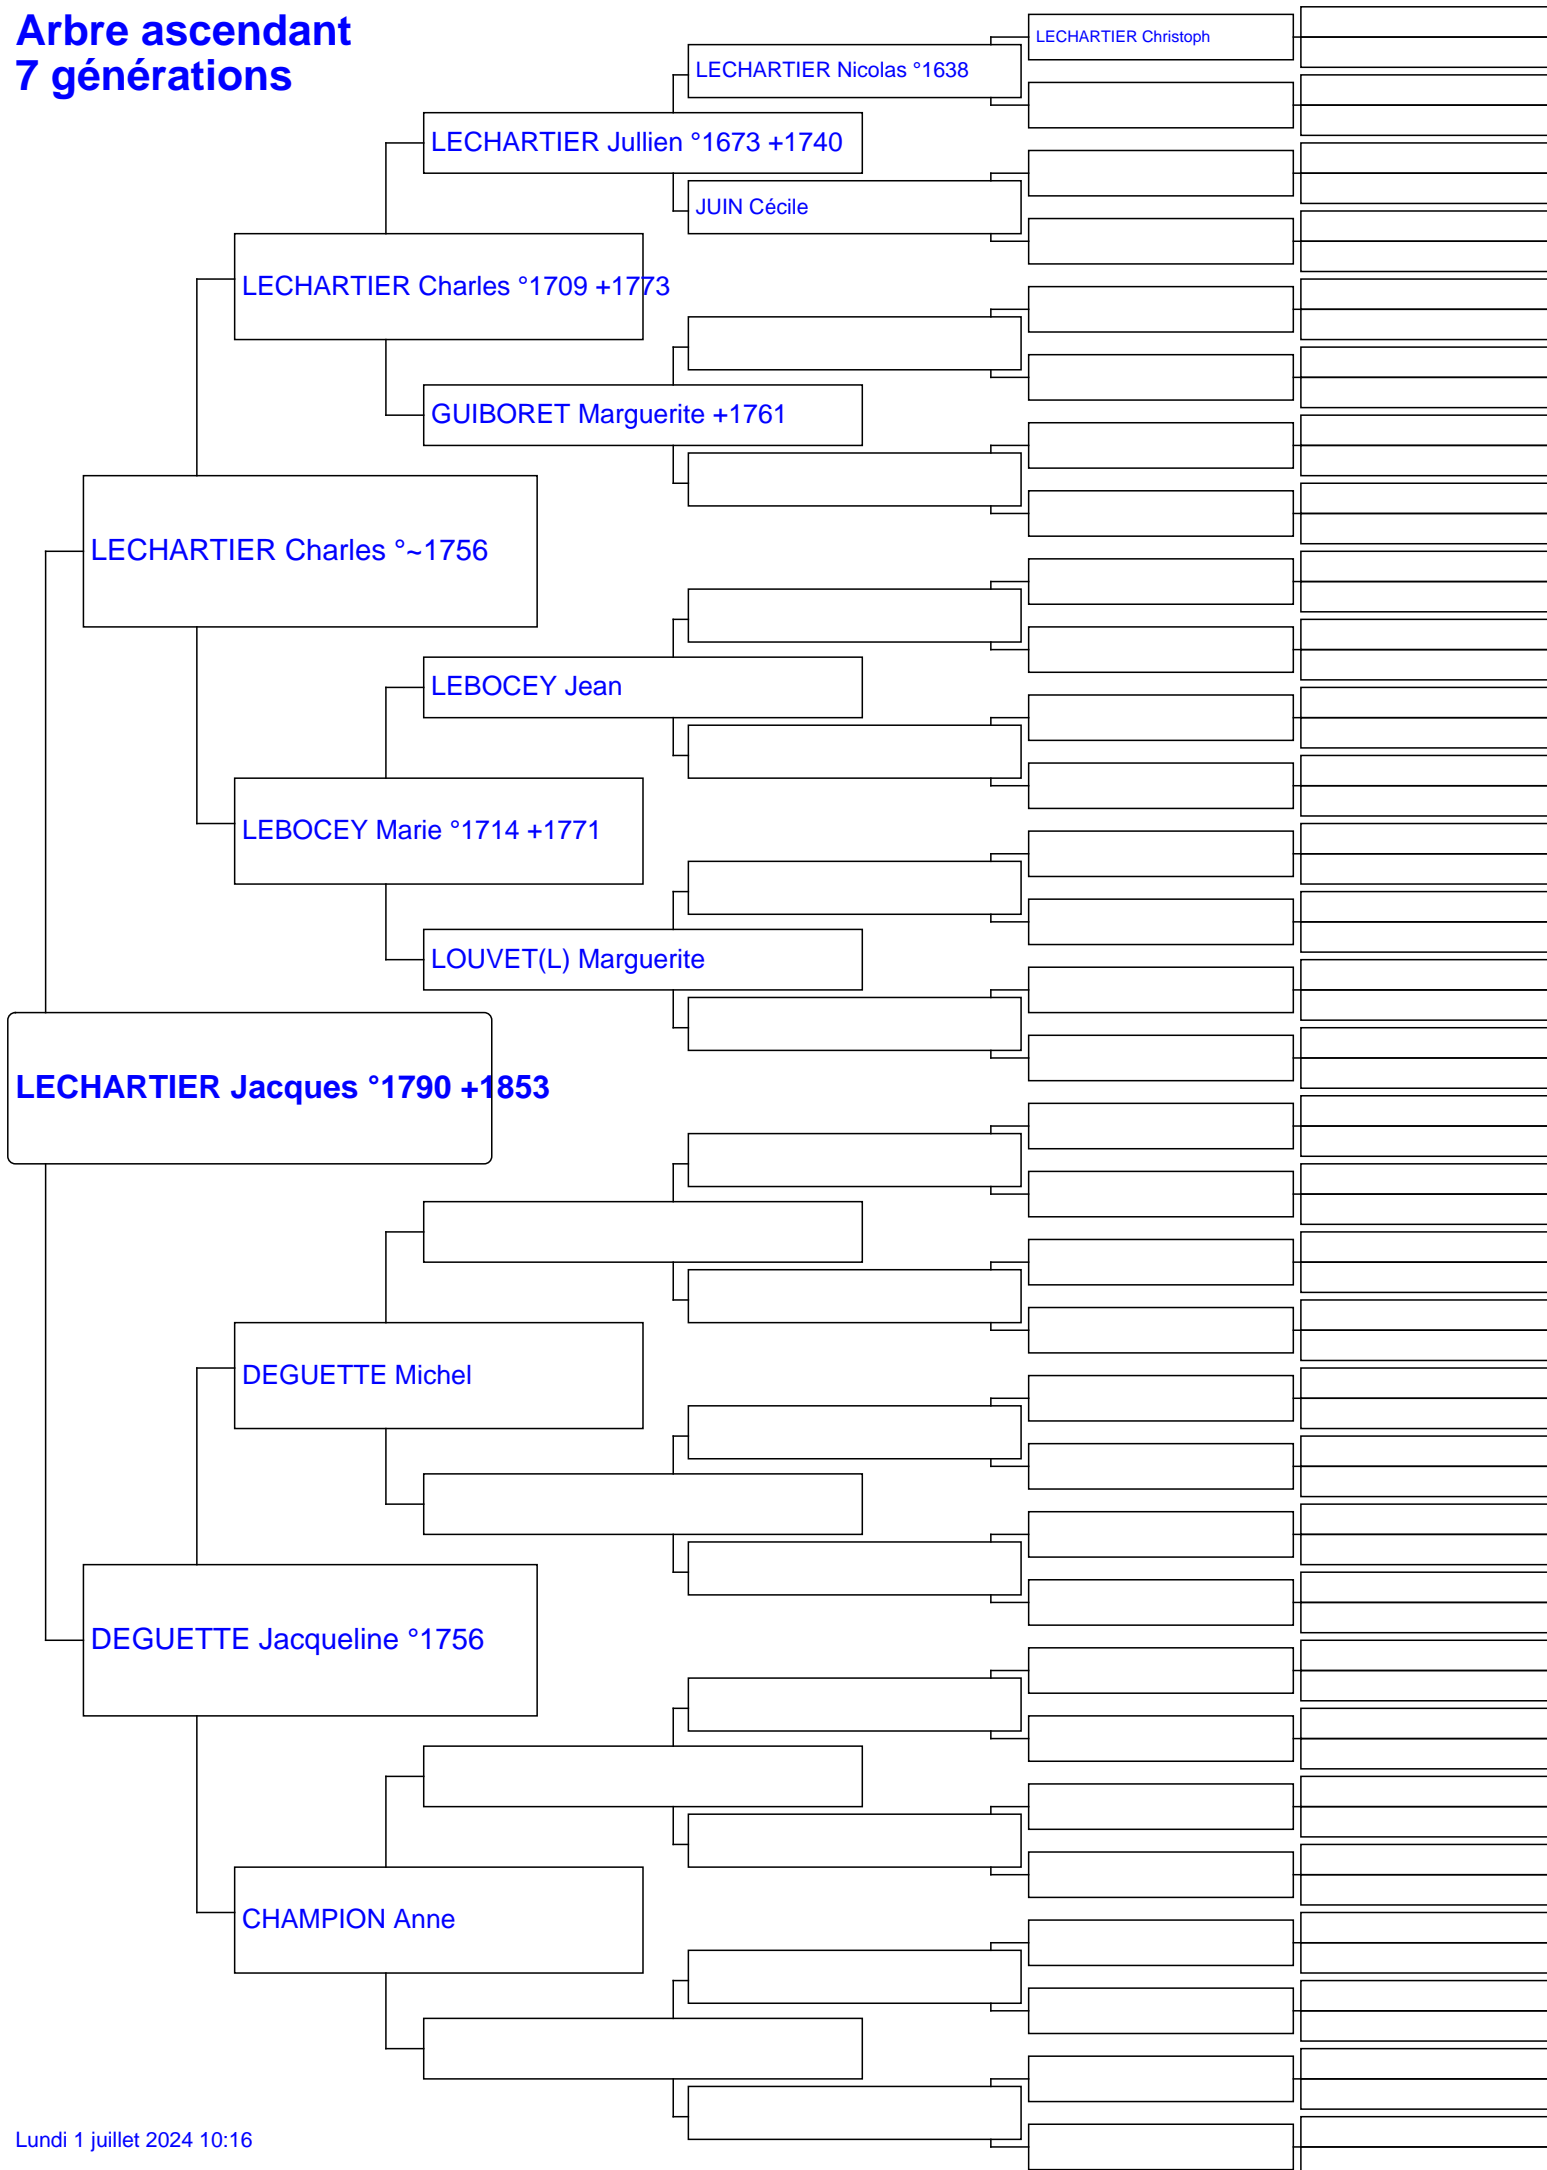 Arbre ascendant
7 générations
LECHARTIER Christoph
LECHARTIER Nicolas °1638
LECHARTIER Jullien °1673 +1740
JUIN Cécile
LECHARTIER Charles °1709 +1773
GUIBORET Marguerite +1761
LECHARTIER Charles °~1756
LEBOCEY Jean
LEBOCEY Marie °1714 +1771
LOUVET(L) Marguerite
LECHARTIER Jacques °1790 +1853
DEGUETTE Michel
DEGUETTE Jacqueline °1756
CHAMPION Anne
Lundi 1 juillet 2024 10:16